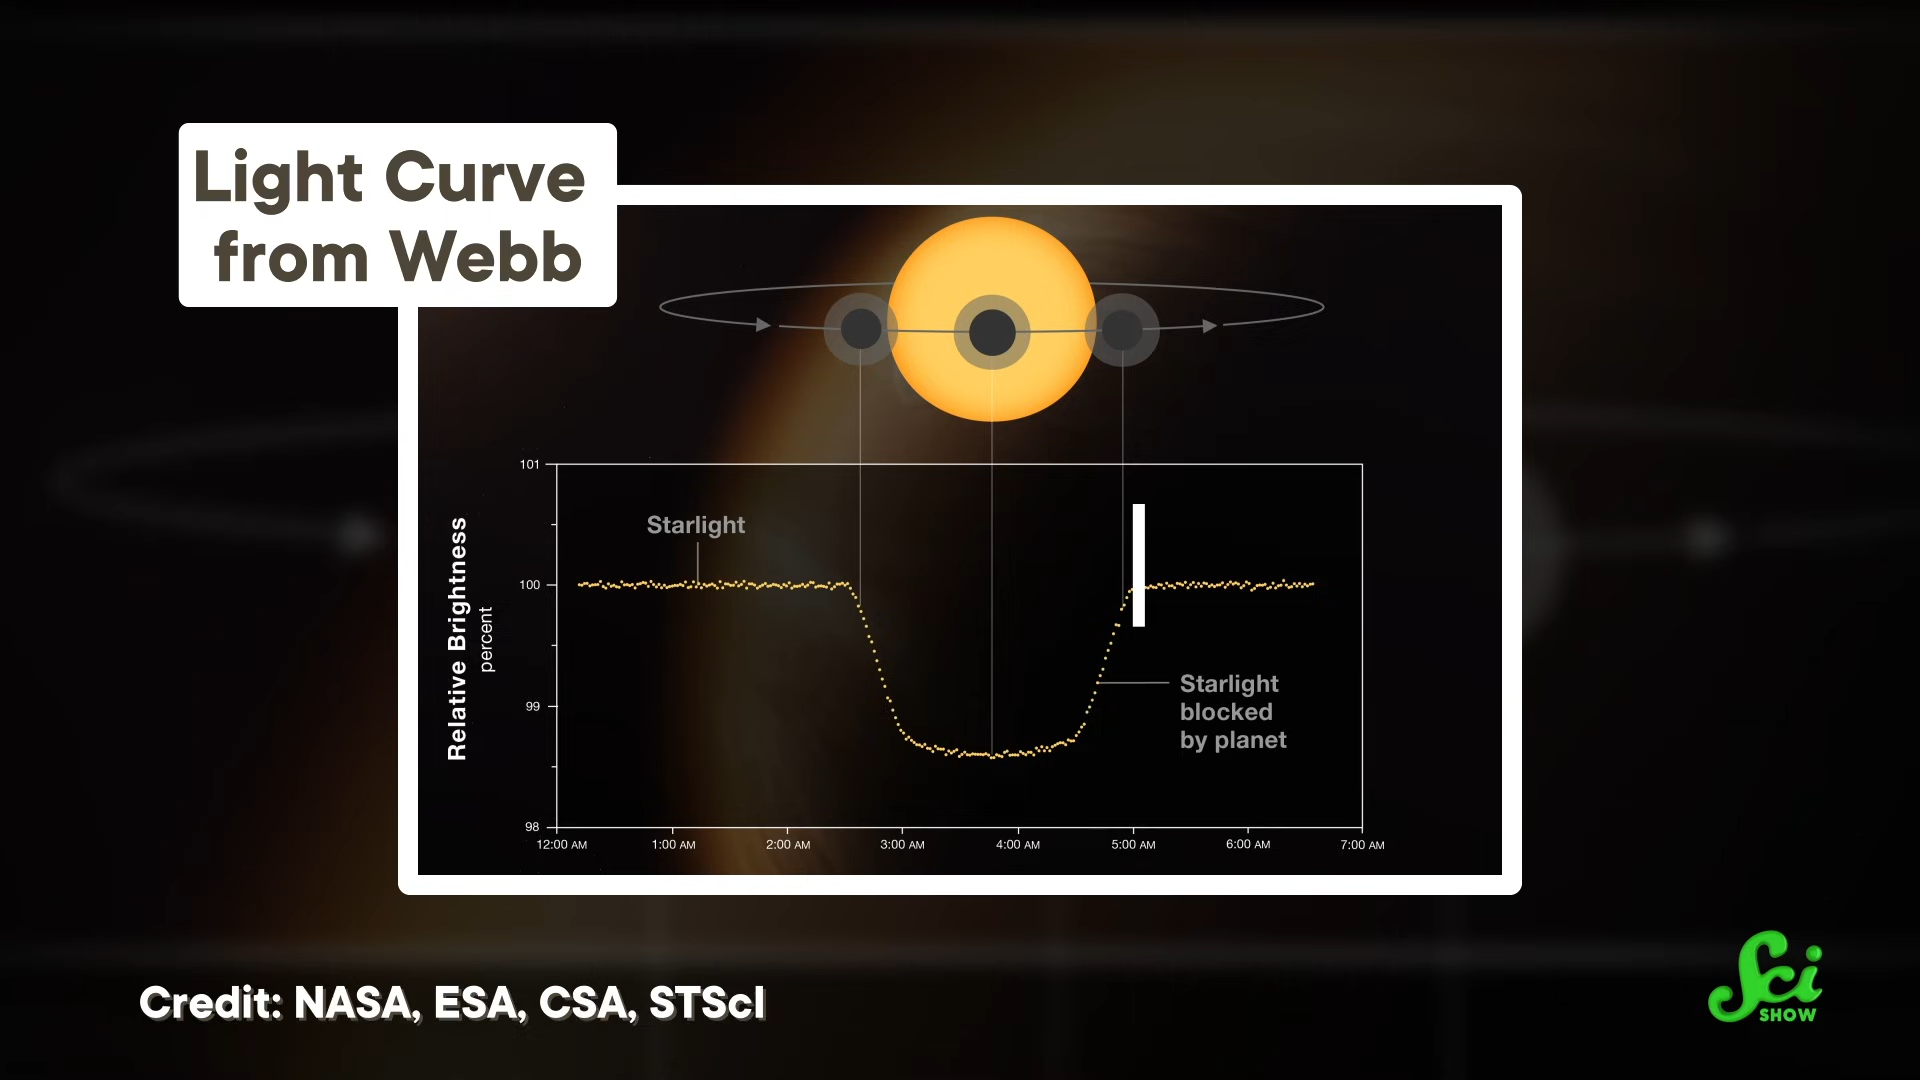 Light Curve
from Webb
101
Starlight
100
Relative Brightness
percent
Starlight
blocked
by planet
99
98
12:00 AM 1:00 AM 2:00 AM 3:00 AM 4:00 AM 5:00 AM 6:00 AM 7:00 AM
Credit: NASA, ESA, CSA, STScI
Sci
SHOW